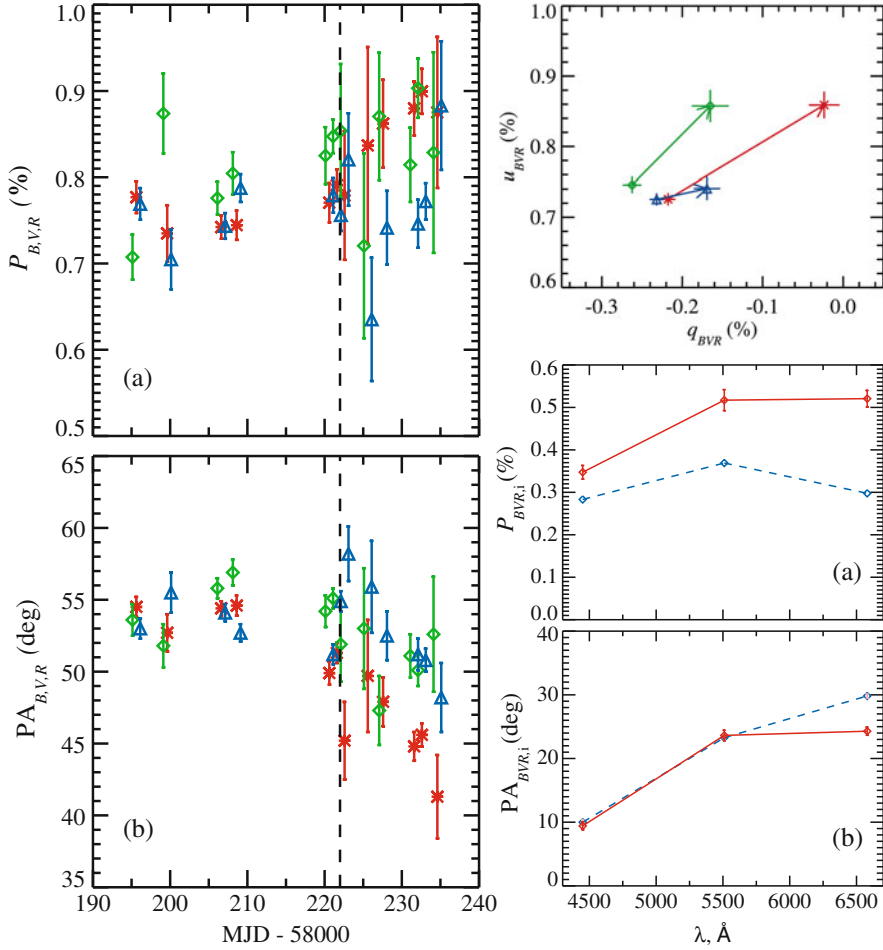 1.0
0.9
0.8
0.7
0.6
0.5
P_{B,V,R} (%)
(a)
65
60
55
50
45
40
35
PA_{B,V,R} ((deg)
(b)
190 200 210 220 230 240
MJD - 58000
1.0
0.9
0.8
0.7
0.6
u_{BVR} (%)
-0.3 -0.2 -0.1 0.0
q_{BVR} (%)
0.6
0.5
0.4
0.3
0.2
0.1
0.0
P_{BVR,i} (%)
(a)
40
30
20
10
0
PA_{BVR,i} (deg)
(b)
4500 5000 5500 6000 6500
λ, Å